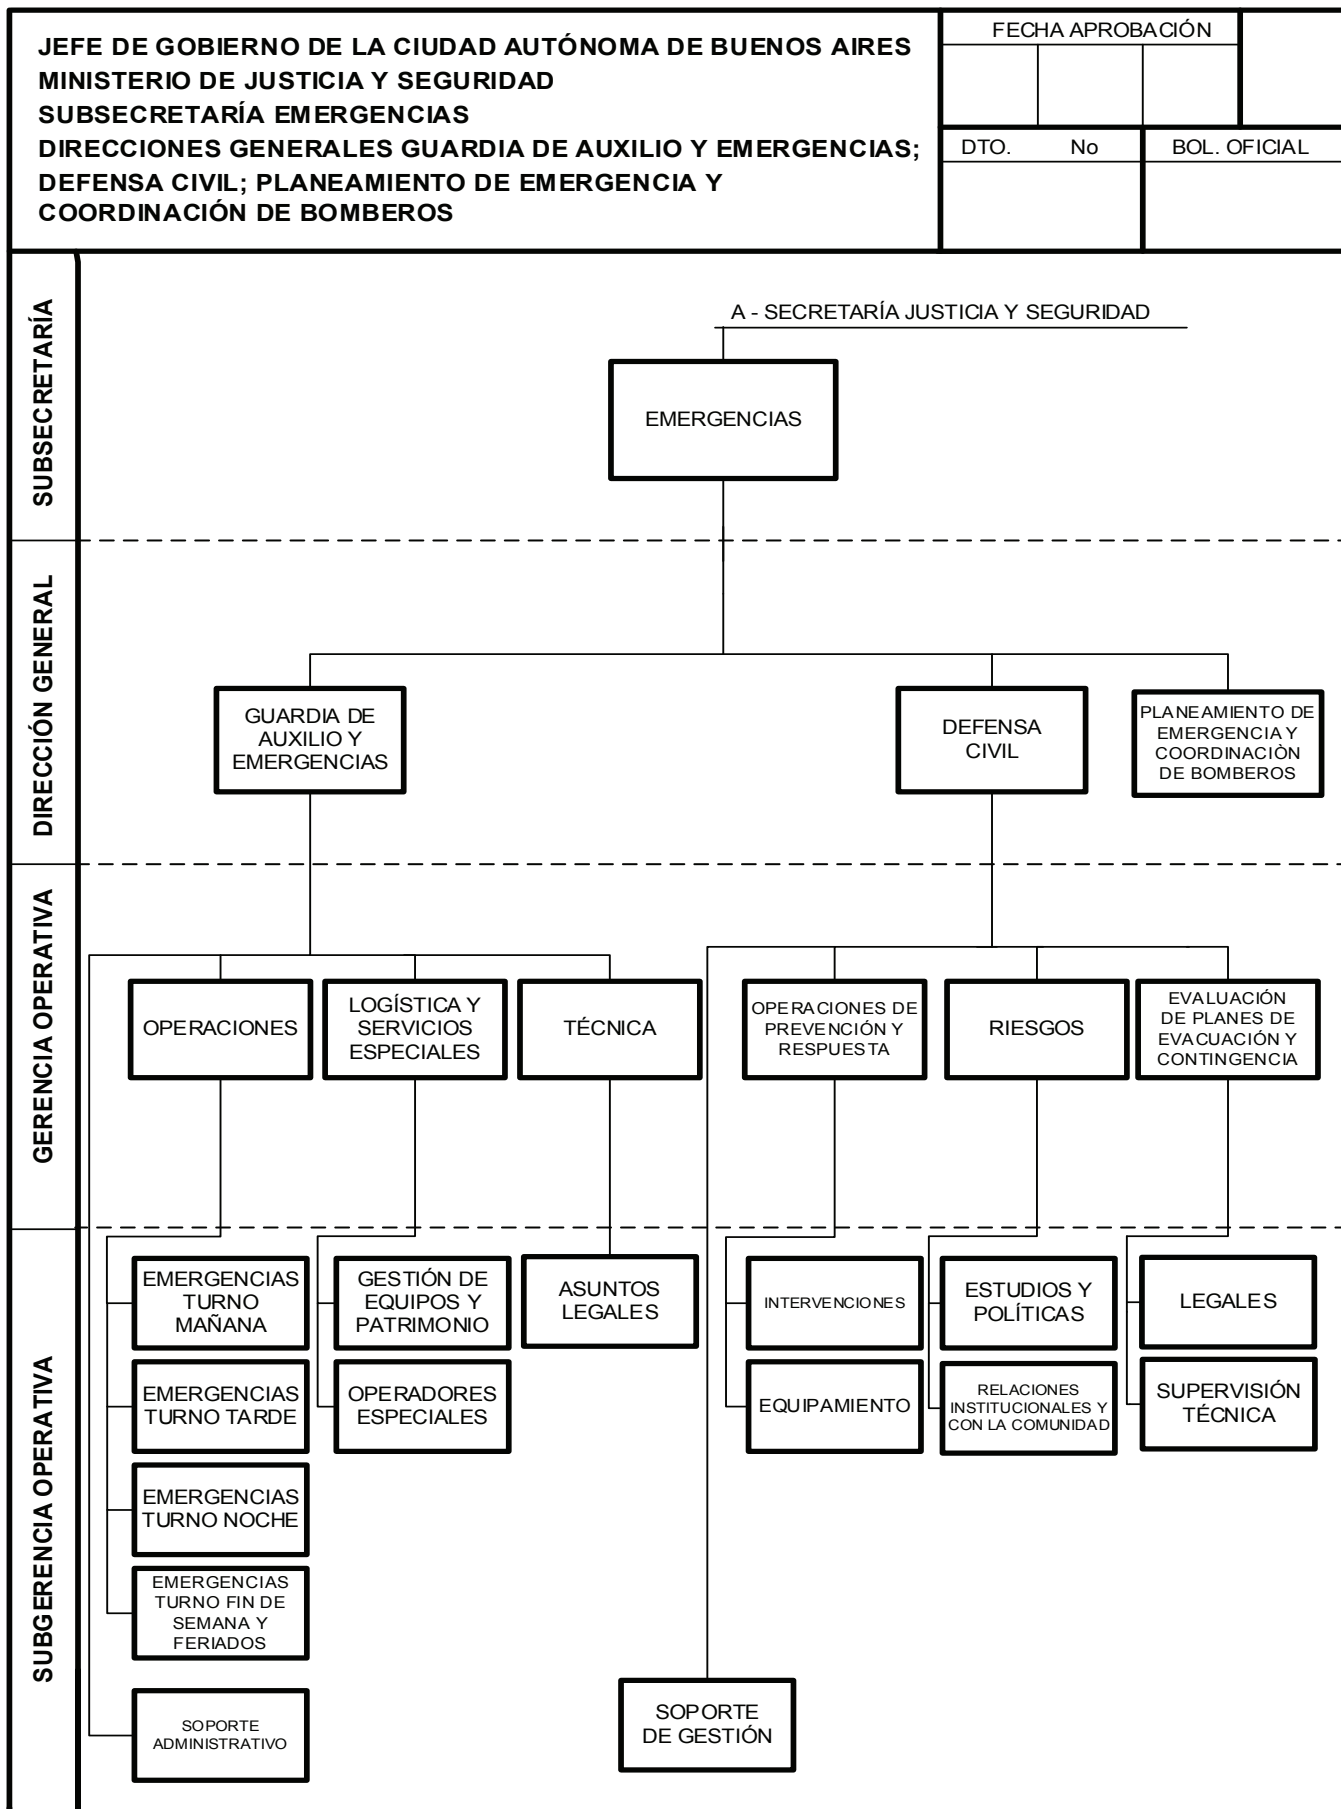 JEFE DE GOBIERNO DE LA CIUDAD AUTÓNOMA DE BUENOS AIRES
MINISTERIO DE JUSTICIA Y SEGURIDAD
SUBSECRETARÍA EMERGENCIAS
DIRECCIONES GENERALES GUARDIA DE AUXILIO Y EMERGENCIAS;
DEFENSA CIVIL; PLANEAMIENTO DE EMERGENCIA Y
COORDINACIÓN DE BOMBEROS
FECHA APROBACIÓN
DTO. No
BOL. OFICIAL
SUBSECRETARÍA
A - SECRETARÍA JUSTICIA Y SEGURIDAD
EMERGENCIAS
DIRECCIÓN GENERAL
GUARDIA DE
AUXILIO Y
EMERGENCIAS
DEFENSA
CIVIL
PLANEAMIENTO DE
EMERGENCIA Y
COORDINACIÒN
DE BOMBEROS
GERENCIA OPERATIVA
OPERACIONES
LOGÍSTICA Y
SERVICIOS
ESPECIALES
TÉCNICA
OPERACIONES DE
PREVENCIÓN Y
RESPUESTA
RIESGOS
EVALUACIÓN
DE PLANES DE
EVACUACIÓN Y
CONTINGENCIA
SUBGERENCIA OPERATIVA
EMERGENCIAS
TURNO
MAÑANA
GESTIÓN DE
EQUIPOS Y
PATRIMONIO
ASUNTOS
LEGALES
INTERVENCIONES
ESTUDIOS Y
POLÍTICAS
LEGALES
EMERGENCIAS
TURNO TARDE
OPERADORES
ESPECIALES
EQUIPAMIENTO
RELACIONES
INSTITUCIONALES Y
CON LA COMUNIDAD
SUPERVISIÓN
TÉCNICA
EMERGENCIAS
TURNO NOCHE
EMERGENCIAS
TURNO FIN DE
SEMANA Y
FERIADOS
SOPORTE
ADMINISTRATIVO
SOPORTE
DE GESTIÓN